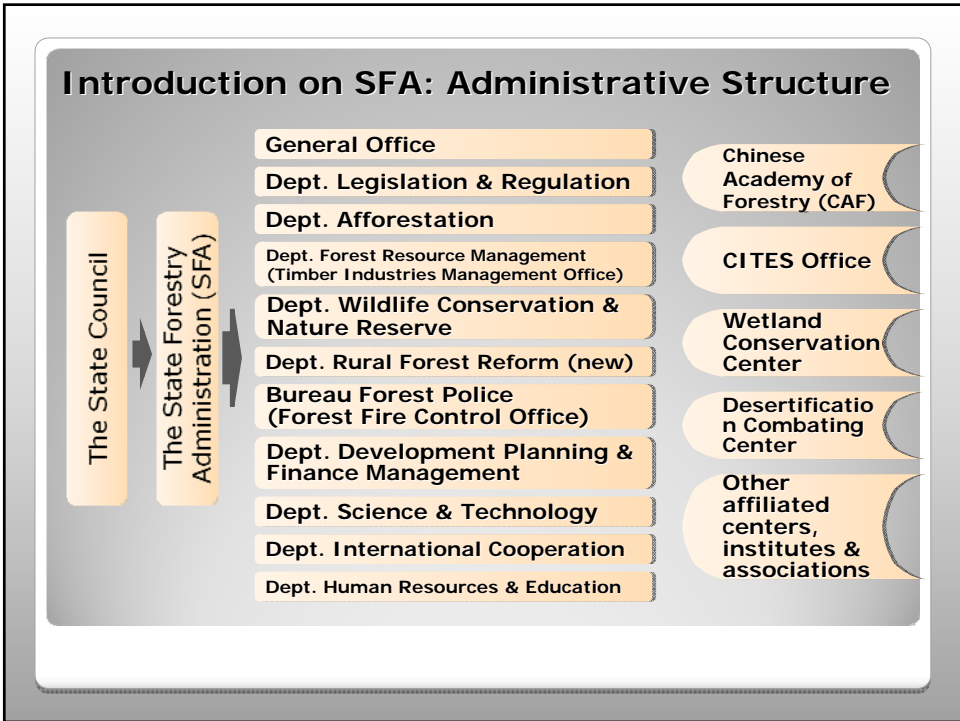 Introduction on SFA: Administrative Structure
The State Council
The State Forestry
Administration (SFA)
General Office
Dept. Legislation & Regulation
Dept. Afforestation
Dept. Forest Resource Management
(Timber Industries Management Office)
Dept. Wildlife Conservation &
Nature Reserve
Dept. Rural Forest Reform (new)
Bureau Forest Police
(Forest Fire Control Office)
Dept. Development Planning &
Finance Management
Dept. Science & Technology
Dept. International Cooperation
Dept. Human Resources & Education
Chinese
Academy of
Forestry (CAF)
CITES Office
Wetland
Conservation
Center
Desertificatio
n Combating
Center
Other
affiliated
centers,
institutes &
associations